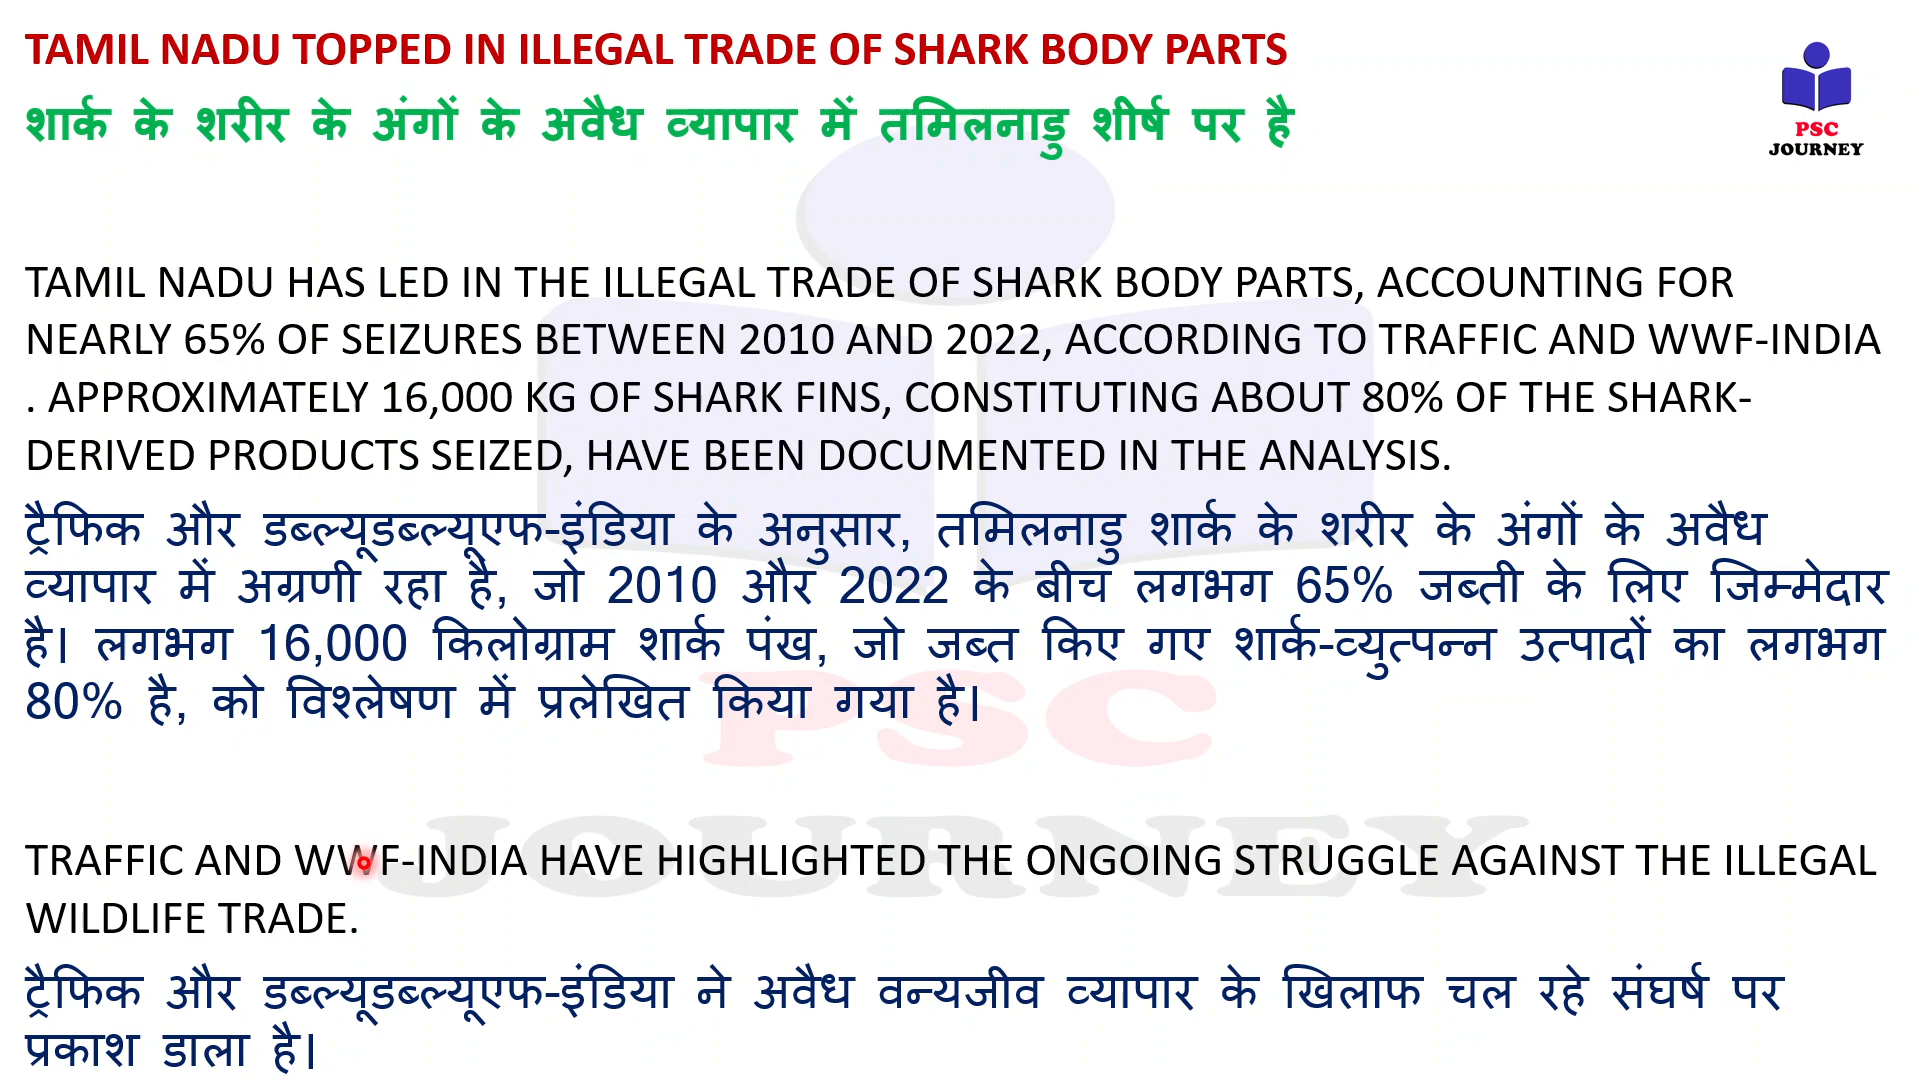 TAMIL NADU TOPPED IN ILLEGAL TRADE OF SHARK BODY PARTS
शार्क के शरीर के अंगों के अवैध व्यापार में तमिलनाडु शीर्ष पर है
PSC
JOURNEY
TAMIL NADU HAS LED IN THE ILLEGAL TRADE OF SHARK BODY PARTS, ACCOUNTING FOR
NEARLY 65% OF SEIZURES BETWEEN 2010 AND 2022, ACCORDING TO TRAFFIC AND WWF-INDIA
. APPROXIMATELY 16,000 KG OF SHARK FINS, CONSTITUTING ABOUT 80% OF THE SHARK-
DERIVED PRODUCTS SEIZED, HAVE BEEN DOCUMENTED IN THE ANALYSIS.
ट्रैफिक और डब्ल्यूडब्ल्यूएफ-इंडिया के अनुसार, तमिलनाडु शार्क के शरीर के अंगों के अवैध
व्यापार में अग्रणी रहा है, जो 2010 और 2022 के बीच लगभग 65% जब्ती के लिए जिम्मेदार
है। लगभग 16,000 किलोग्राम शार्क पंख, जो जब्त किए गए शार्क-व्युत्पन्न उत्पादों का लगभग
80% है, को विश्लेषण में प्रलेखित किया गया है।
PSC
JOURNEY
TRAFFIC AND WWF-INDIA HAVE HIGHLIGHTED THE ONGOING STRUGGLE AGAINST THE ILLEGAL
WILDLIFE TRADE.
ट्रैफिक और डब्ल्यूडब्ल्यूएफ-इंडिया ने अवैध वन्यजीव व्यापार के खिलाफ चल रहे संघर्ष पर
प्रकाश डाला है।